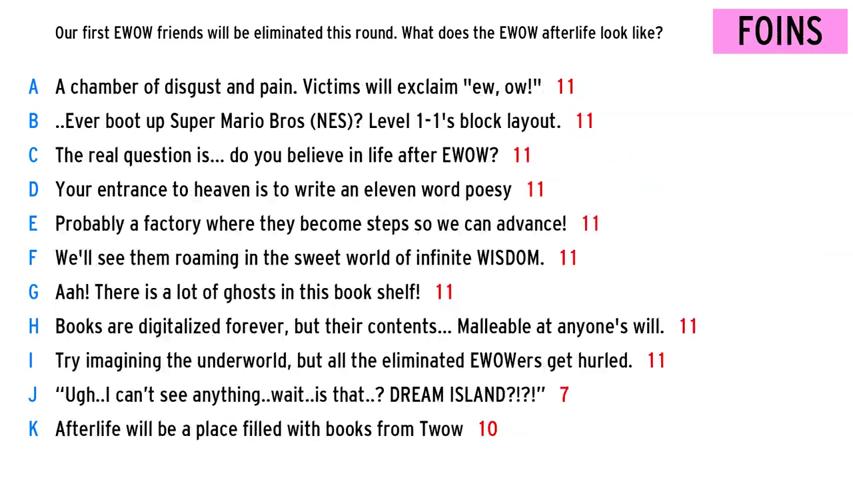 Our first EWOW friends will be eliminated this round. What does the EWOW afterlife look like?
FOINS
A A chamber of disgust and pain. Victims will exclaim "ew, ow!" 11
B ..Ever boot up Super Mario Bros (NES)? Level 1-1's block layout. 11
C The real question is... do you believe in life after EWOW? 11
D Your entrance to heaven is to write an eleven word poesy 11
E Probably a factory where they become steps so we can advance! 11
F We'll see them roaming in the sweet world of infinite WISDOM. 11
G Aah! There is a lot of ghosts in this book shelf! 11
H Books are digitalized forever, but their contents... Malleable at anyone's will. 11
I Try imagining the underworld, but all the eliminated EWOWers get hurled. 11
J “Ugh..I can’t see anything..wait..is that..? DREAM ISLAND?!?!” 7
K Afterlife will be a place filled with books from Twow 10